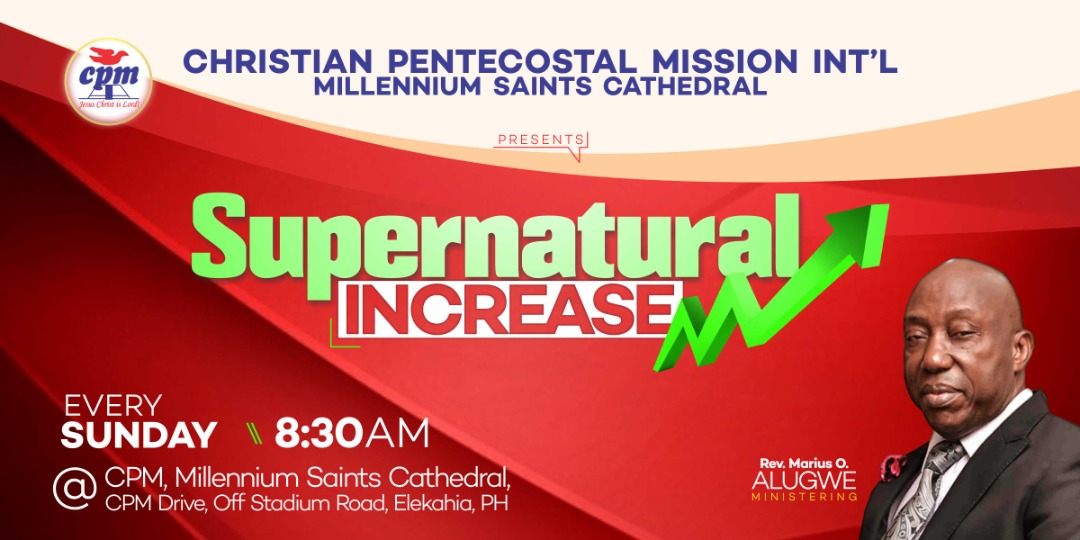 cpm
Jesus Christ is Lord!
CHRISTIAN PENTECOSTAL MISSION INT'L
MILLENNIUM SAINTS CATHEDRAL
PRESENTS
Supernatural
INCREASE
EVERY
SUNDAY \\ 8:30AM
@ CPM, Millennium Saints Cathedral,
CPM Drive, Off Stadium Road, Elekahia, PH
Rev. Marius O.
ALUGWE
MINISTERING